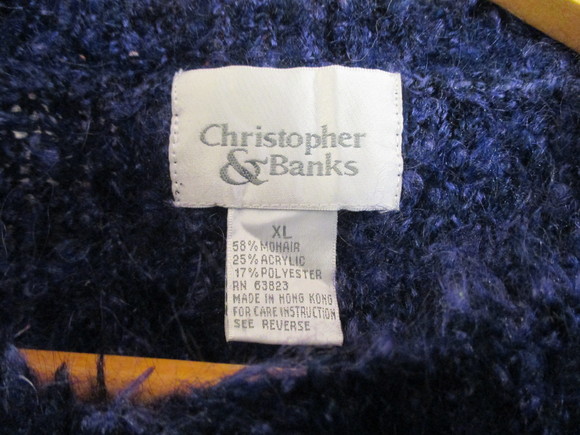 Christopher
& Banks
XL
58% MOHAIR
25% ACRYLIC
17% POLYESTER
RN 63823
MADE IN HONG KONG
FOR CARE INSTRUCTION
SEE REVERSE